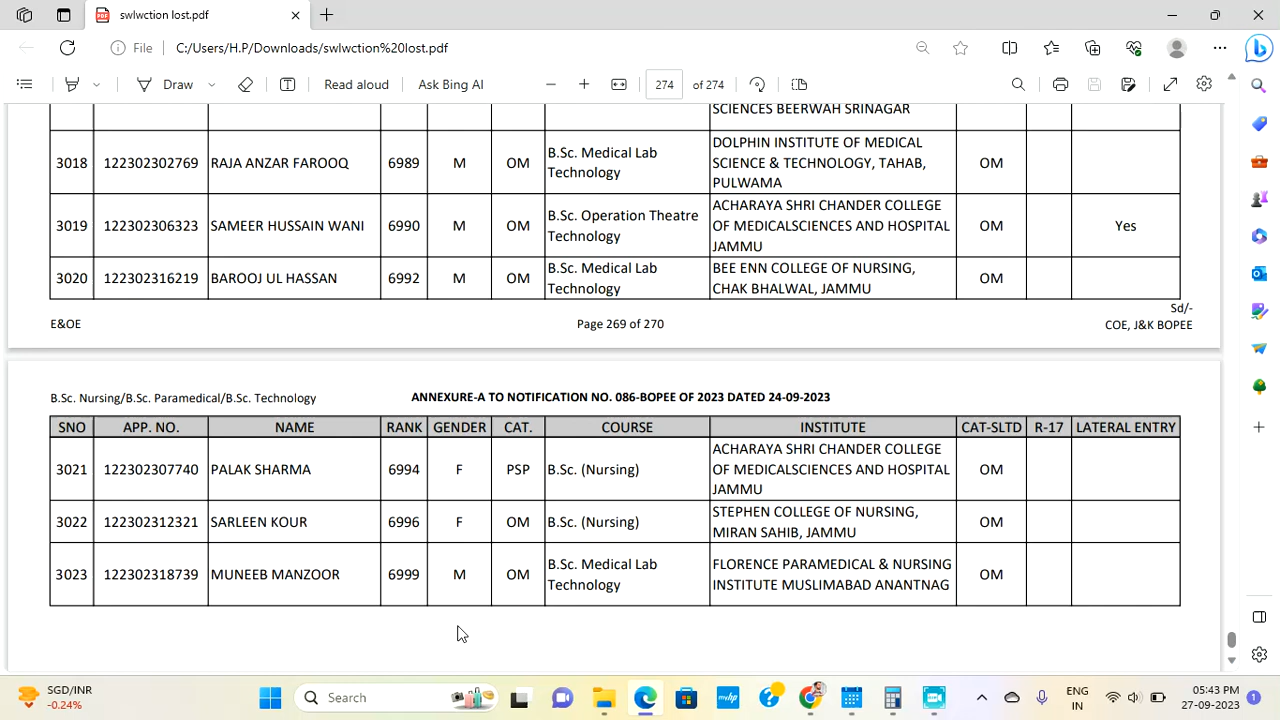 swlwction lost.pdf
File C:/Users/H.P/Downloads/swlwction%20lost.pdf
Draw Read aloud Ask Bing AI 274 of 274
SCIENCES BEERWAH SRINAGAR
3018 122302302769 RAJA ANZAR FAROOQ 6989 M OM B.Sc. Medical Lab Technology DOLPHIN INSTITUTE OF MEDICAL SCIENCE & TECHNOLOGY, TAHAB, PULWAMA OM
3019 122302306323 SAMEER HUSSAIN WANI 6990 M OM B.Sc. Operation Theatre Technology ACHARAYA SHRI CHANDER COLLEGE OF MEDICALSCIENCES AND HOSPITAL JAMMU OM Yes
3020 122302316219 BAROOJ UL HASSAN 6992 M OM B.Sc. Medical Lab Technology BEE ENN COLLEGE OF NURSING, CHAK BHALWAL, JAMMU OM
Sd/-
E&OE Page 269 of 270 COE, J&K BOPEE
B.Sc. Nursing/B.Sc. Paramedical/B.Sc. Technology ANNEXURE-A TO NOTIFICATION NO. 086-BOPEE OF 2023 DATED 24-09-2023
SNO APP. NO. NAME RANK GENDER CAT. COURSE INSTITUTE CAT-SLTD R-17 LATERAL ENTRY
3021 122302307740 PALAK SHARMA 6994 F PSP B.Sc. (Nursing) ACHARAYA SHRI CHANDER COLLEGE OF MEDICALSCIENCES AND HOSPITAL JAMMU OM
3022 122302312321 SARLEEN KOUR 6996 F OM B.Sc. (Nursing) STEPHEN COLLEGE OF NURSING, MIRAN SAHIB, JAMMU OM
3023 122302318739 MUNEEB MANZOOR 6999 M OM B.Sc. Medical Lab Technology FLORENCE PARAMEDICAL & NURSING INSTITUTE MUSLIMABAD ANANTNAG OM
SGD/INR
-0.24%
Search
myhp
ENG
IN
05:43 PM
27-09-2023
1